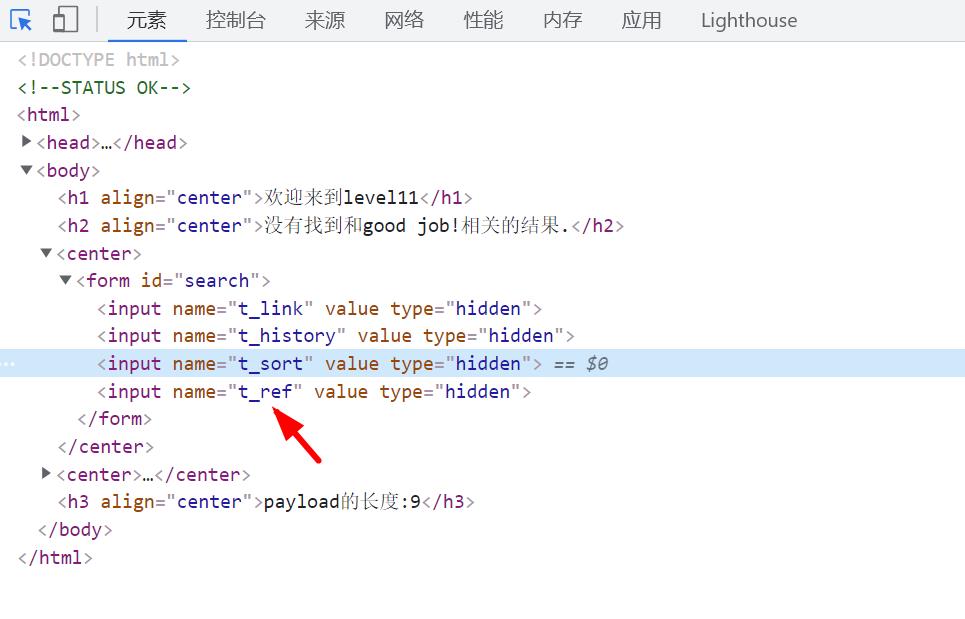 元素 控制台 来源 网络 性能 内存 应用 Lighthouse
<!DOCTYPE html>
<!--STATUS OK-->
<html>
<head>…</head>
<body>
<h1 align="center">欢迎来到level11</h1>
<h2 align="center">没有找到和good job!相关的结果.</h2>
<center>
<form id="search">
<input name="t_link" value type="hidden">
<input name="t_history" value type="hidden">
<input name="t_sort" value type="hidden"> == $0
<input name="t_ref" value type="hidden">
</form>
</center>
<center>…</center>
<h3 align="center">payload的长度:9</h3>
</body>
</html>